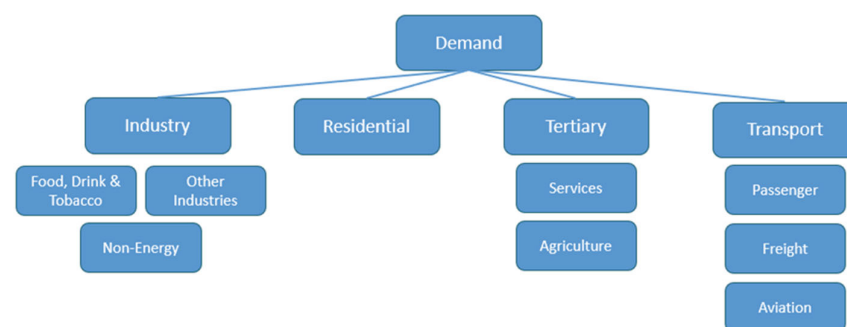 Demand
Industry
Residential
Tertiary
Transport
Food, Drink &
Tobacco
Other
Industries
Services
Passenger
Non-Energy
Agriculture
Freight
Aviation